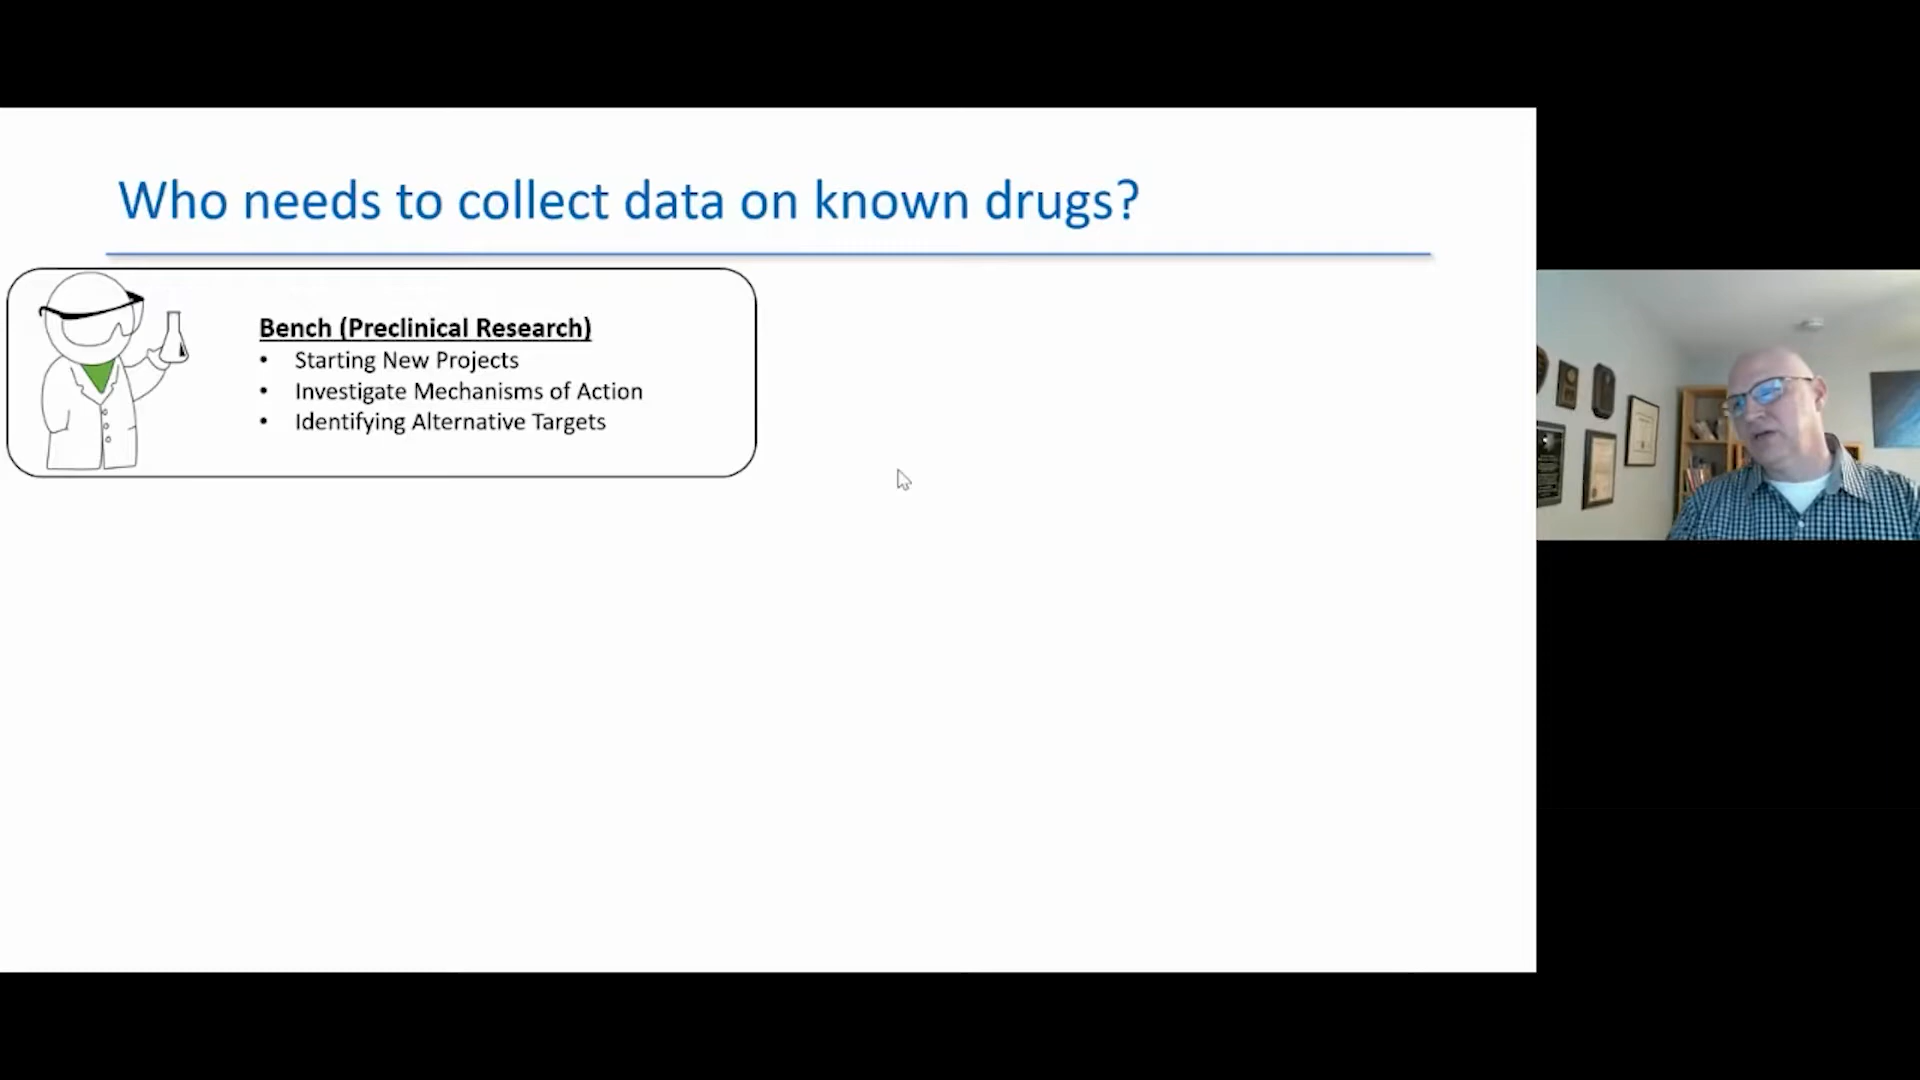 Who needs to collect data on known drugs?
Bench (Preclinical Research)
• Starting New Projects
• Investigate Mechanisms of Action
• Identifying Alternative Targets